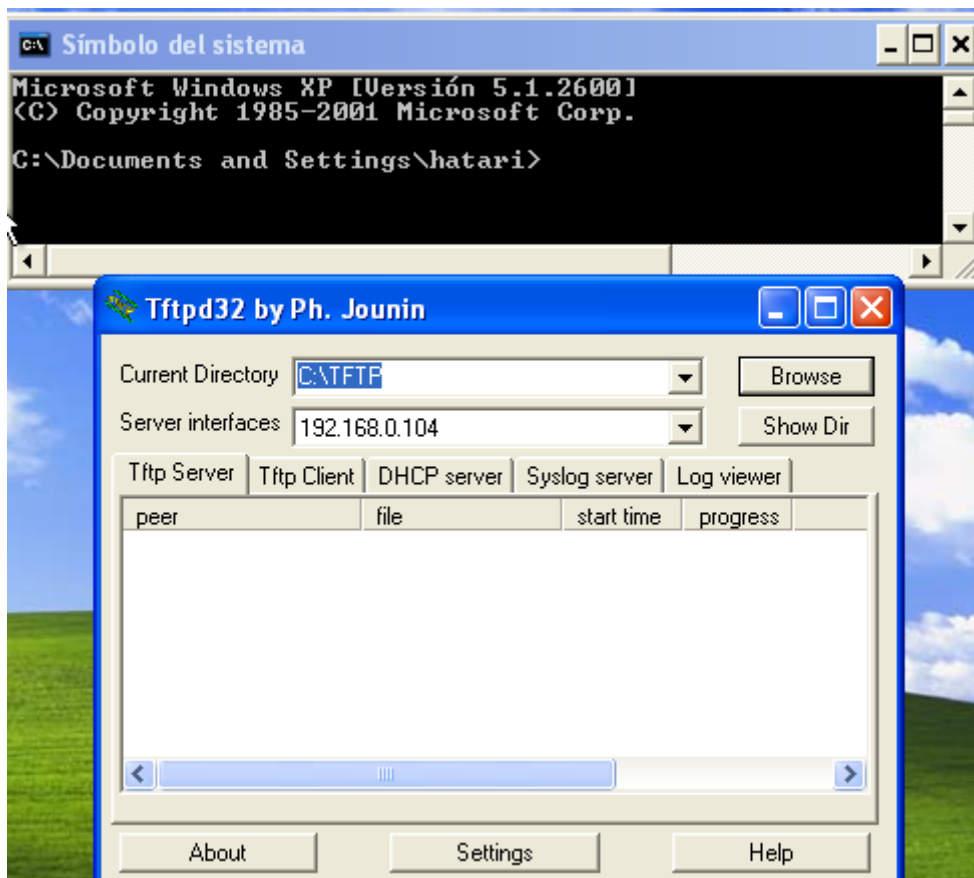 Símbolo del sistema
Microsoft Windows XP [Versión 5.1.2600]
(C) Copyright 1985-2001 Microsoft Corp.
C:\Documents and Settings\hatari>
Tftpd32 by Ph. Jounin
Current Directory C:\TFTP Browse
Server interfaces 192.168.0.104 Show Dir
Tftp Server Tftp Client DHCP server Syslog server Log viewer
peer file start time progress
About Settings Help